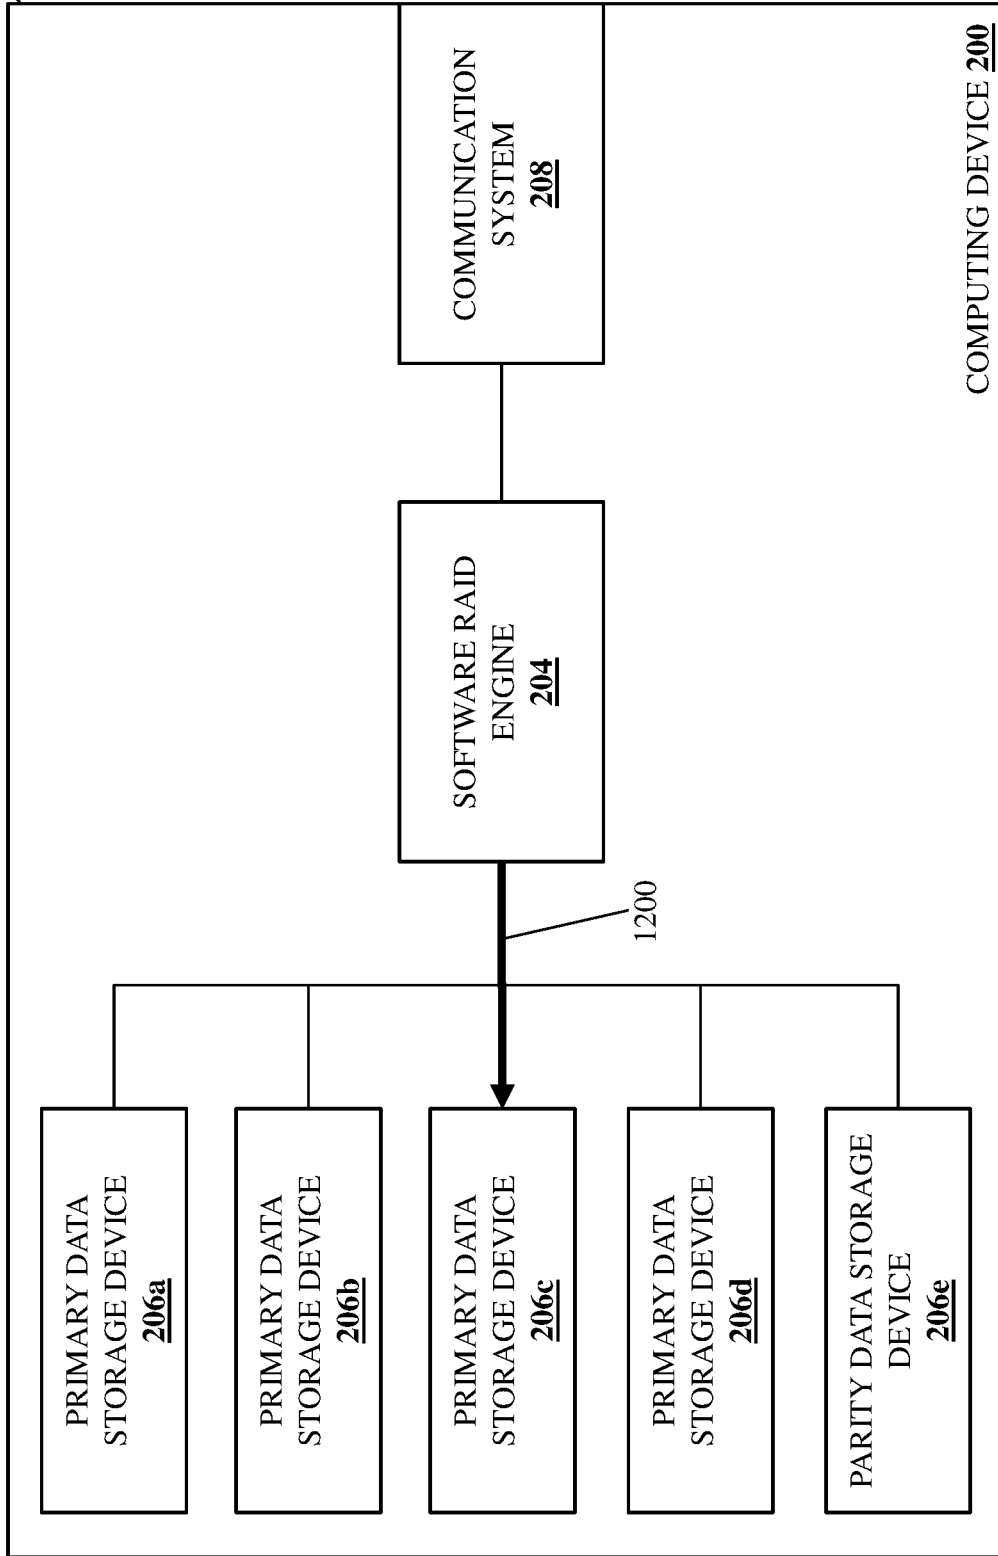 PRIMARY DATA
STORAGE DEVICE
206a
PRIMARY DATA
STORAGE DEVICE
206b
PRIMARY DATA
STORAGE DEVICE
206c
PRIMARY DATA
STORAGE DEVICE
206d
PARITY DATA STORAGE
DEVICE
206e
1200
SOFTWARE RAID
ENGINE
204
COMMUNICATION
SYSTEM
208
COMPUTING DEVICE 200